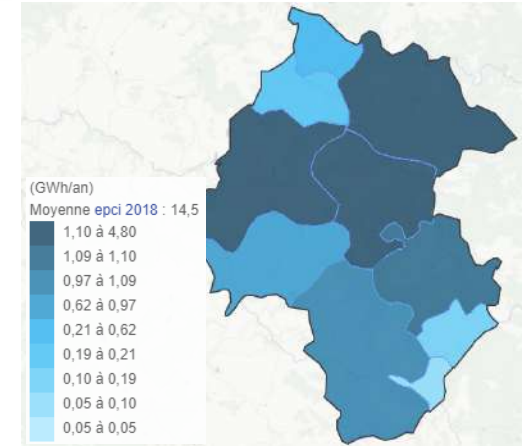 (GWh/an)
Moyenne epci 2018 : 14,5
1,10 à 4,80
1,09 à 1,10
0,97 à 1,09
0,62 à 0,97
0,21 à 0,62
0,19 à 0,21
0,10 à 0,19
0,05 à 0,10
0,05 à 0,05